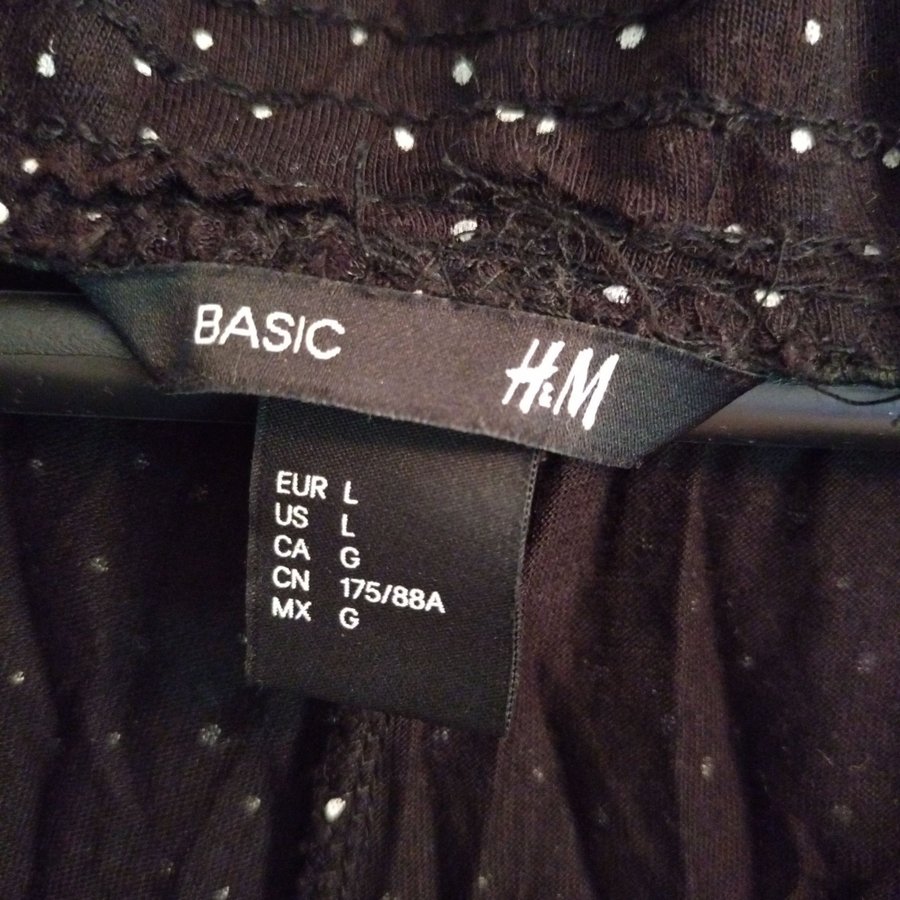 BASIC H&M
EUR L
US L
CA G
CN 175/88A
MX G